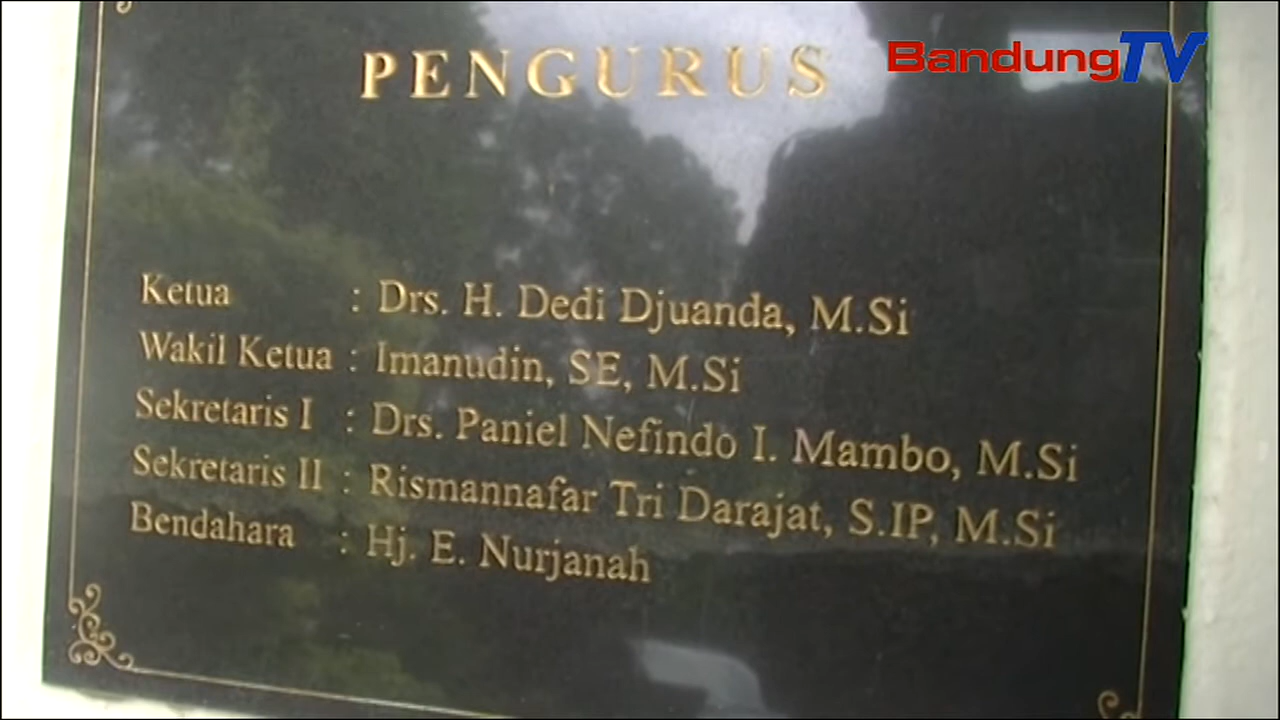 BandungTV
PENGURUS
Ketua : Drs. H. Dedi Djuanda, M.Si
Wakil Ketua : Imanudin, SE, M.Si
Sekretaris I : Drs. Paniel Nefindo I. Mambo, M.Si
Sekretaris II : Rismannafar Tri Darajat, S.IP, M.Si
Bendahara : Hj. E. Nurjanah